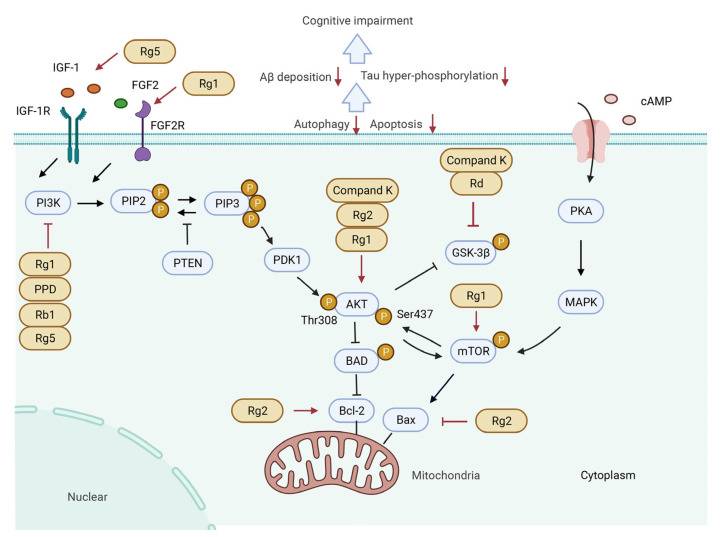 Cognitive impairment
Rg5
IGF-1
Aβ deposition
Tau hyper-phosphorylation
FGF2
Rg1
cAMP
IGF-1R
FGF2R
Autophagy
Apoptosis
Compand K
Rd
Compand K
Rg2
Rg1
PI3K
PIP2
P
P
PIP3
P
P
P
PKA
GSK-3β
P
PTEN
PDK1
Rg1
PPD
Rb1
Rg5
Rg1
P
AKT
P
Thr308
Ser437
MAPK
mTOR
P
BAD
P
Rg2
Bcl-2
Bax
Rg2
Mitochondria
Cytoplasm
Nuclear